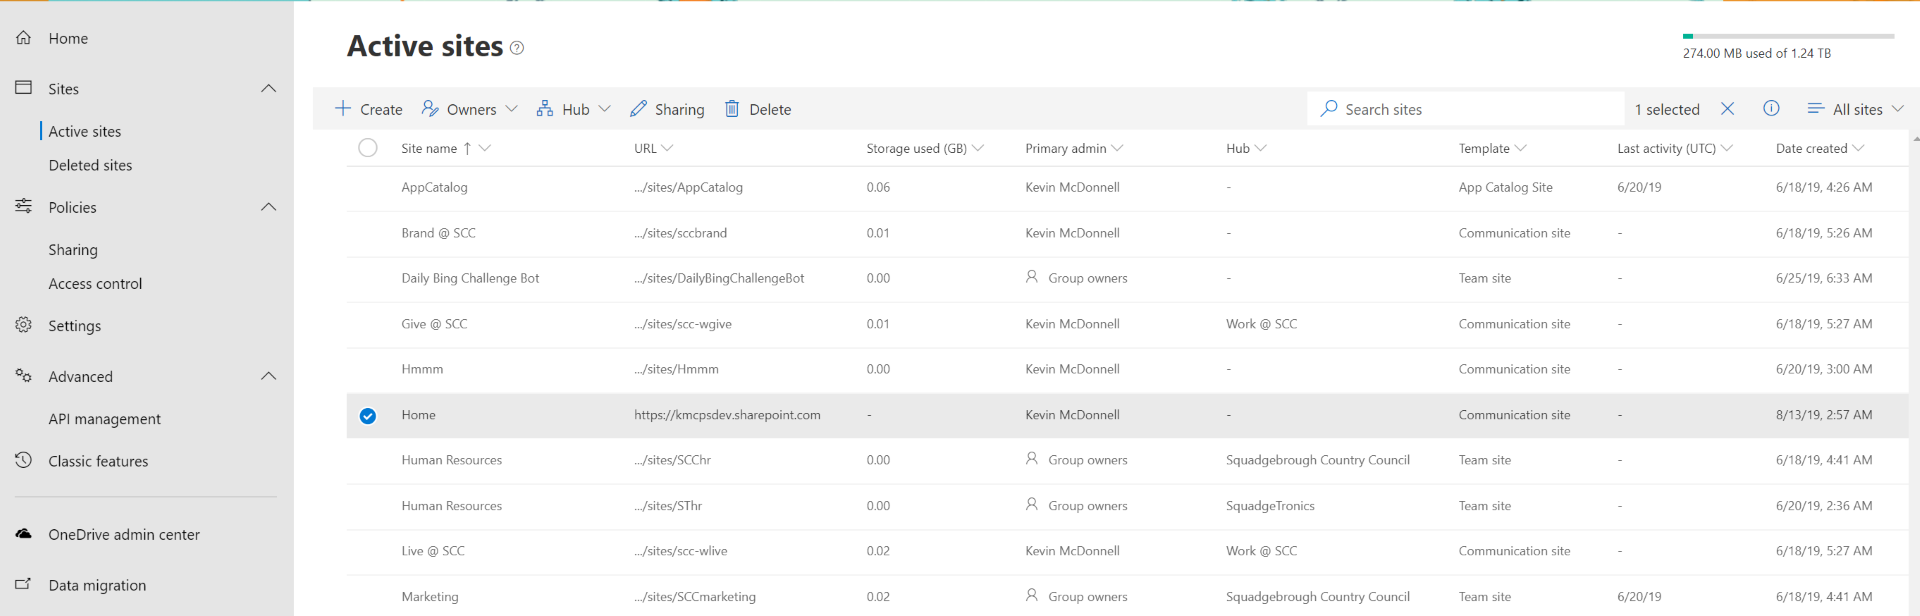 Home
Sites
Active sites
Deleted sites
Policies
Sharing
Access control
Settings
Advanced
API management
Classic features
OneDrive admin center
Data migration
Active sites
274.00 MB used of 1.24 TB
Create Owners Hub Sharing Delete Search sites 1 selected All sites
Site name ↑ URL Storage used (GB) Primary admin Hub Template Last activity (UTC) Date created
AppCatalog .../sites/AppCatalog 0.06 Kevin McDonnell - App Catalog Site 6/20/19 6/18/19, 4:26 AM
Brand @ SCC .../sites/sccbrand 0.01 Kevin McDonnell - Communication site - 6/18/19, 5:26 AM
Daily Bing Challenge Bot .../sites/DailyBingChallengeBot 0.00 Group owners - Team site - 6/25/19, 6:33 AM
Give @ SCC .../sites/scc-wgive 0.01 Kevin McDonnell Work @ SCC Communication site - 6/18/19, 5:27 AM
Hmmm .../sites/Hmmm 0.00 Kevin McDonnell - Communication site - 6/20/19, 3:00 AM
Home https://kmcpsdev.sharepoint.com - Kevin McDonnell - Communication site - 8/13/19, 2:57 AM
Human Resources .../sites/SCChr 0.00 Group owners Squadgebrough Country Council Team site - 6/18/19, 4:41 AM
Human Resources .../sites/SThr 0.00 Group owners SquadgeTronics Team site - 6/20/19, 2:36 AM
Live @ SCC .../sites/scc-wlive 0.02 Kevin McDonnell Work @ SCC Communication site - 6/18/19, 5:27 AM
Marketing .../sites/SCCmarketing 0.02 Group owners Squadgebrough Country Council Team site 6/20/19 6/18/19, 4:41 AM